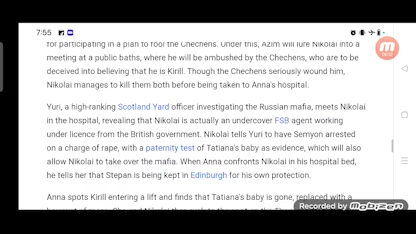 7:55
for participating in a plan to fool the Chechens. Under this, Azim will lure Nikolai into a
meeting at a public baths, where he will be ambushed by the Chechens, who are to be
deceived into believing that he is Kirill. Though the Chechens seriously wound him,
Nikolai manages to kill them both before being taken to Anna's hospital.
Yuri, a high-ranking Scotland Yard officer investigating the Russian mafia, meets Nikolai
in the hospital, revealing that Nikolai is actually an undercover FSB agent working
under licence from the British government. Nikolai tells Yuri to have Semyon arrested
on a charge of rape, with a paternity test of Tatiana's baby as evidence, which will also
allow Nikolai to take over the mafia. When Anna confronts Nikolai in his hospital bed,
he tells her that Stepan is being kept in Edinburgh for his own protection.
Anna spots Kirill entering a lift and finds that Tatiana's baby is gone, replaced with a
Recorded by mobizen